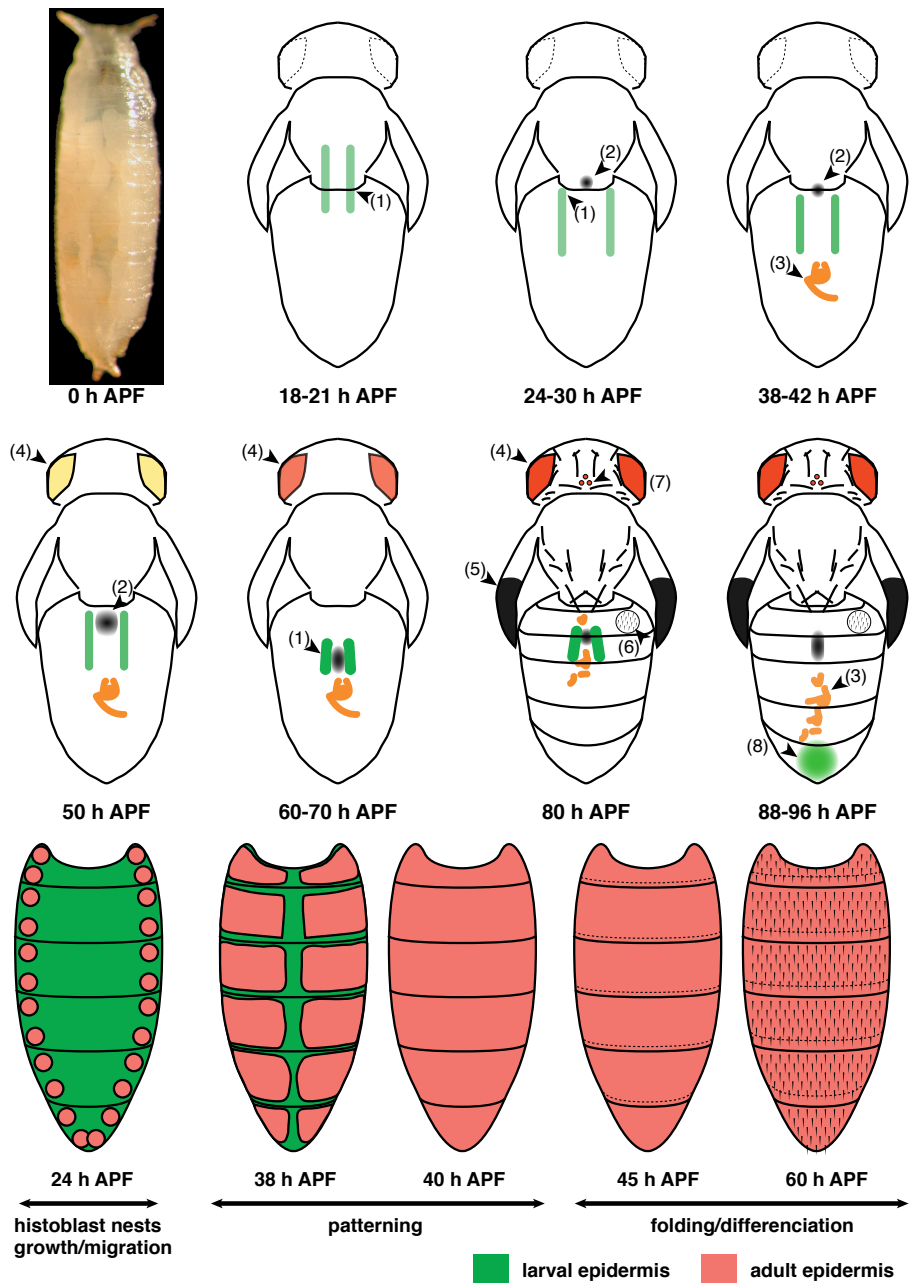 (1)
(2)
(1)
(2)
(3)
0 h APF
18-21 h APF
24-30 h APF
38-42 h APF
(4)
(2)
(4)
(1)
(4)
(7)
(5)
(6)
(3)
(8)
50 h APF
60-70 h APF
80 h APF
88-96 h APF
24 h APF
38 h APF
40 h APF
45 h APF
60 h APF
histoblast nests
growth/migration
patterning
folding/differenciation
larval epidermis
adult epidermis